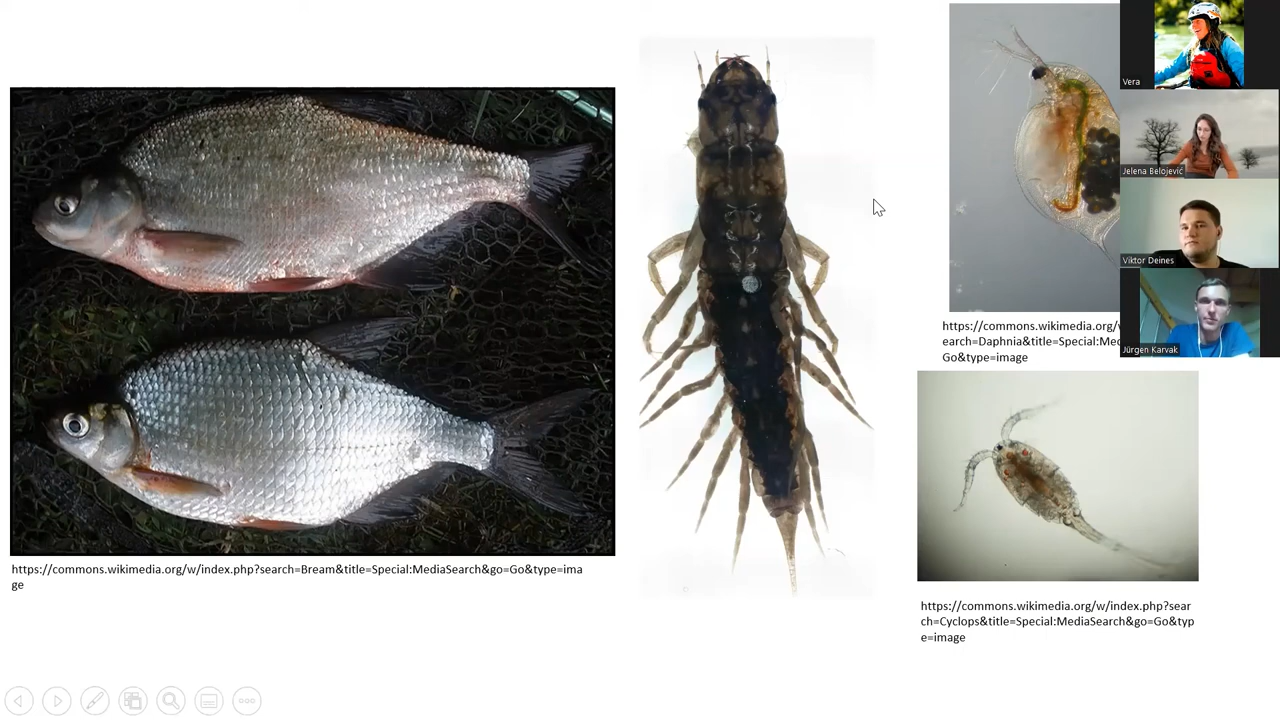 https://commons.wikimedia.org/w/index.php?search=Bream&title=Special:MediaSearch&go=Go&type=ima
ge
https://commons.wikimedia.org/
earch=Daphnia&title=Special:Med
Go&type=image
https://commons.wikimedia.org/w/index.php?sear
ch=Cyclops&title=Special:MediaSearch&go=Go&typ
e=image
Vera
Jelena Belojević
Viktor Deines
Jürgen Karvak